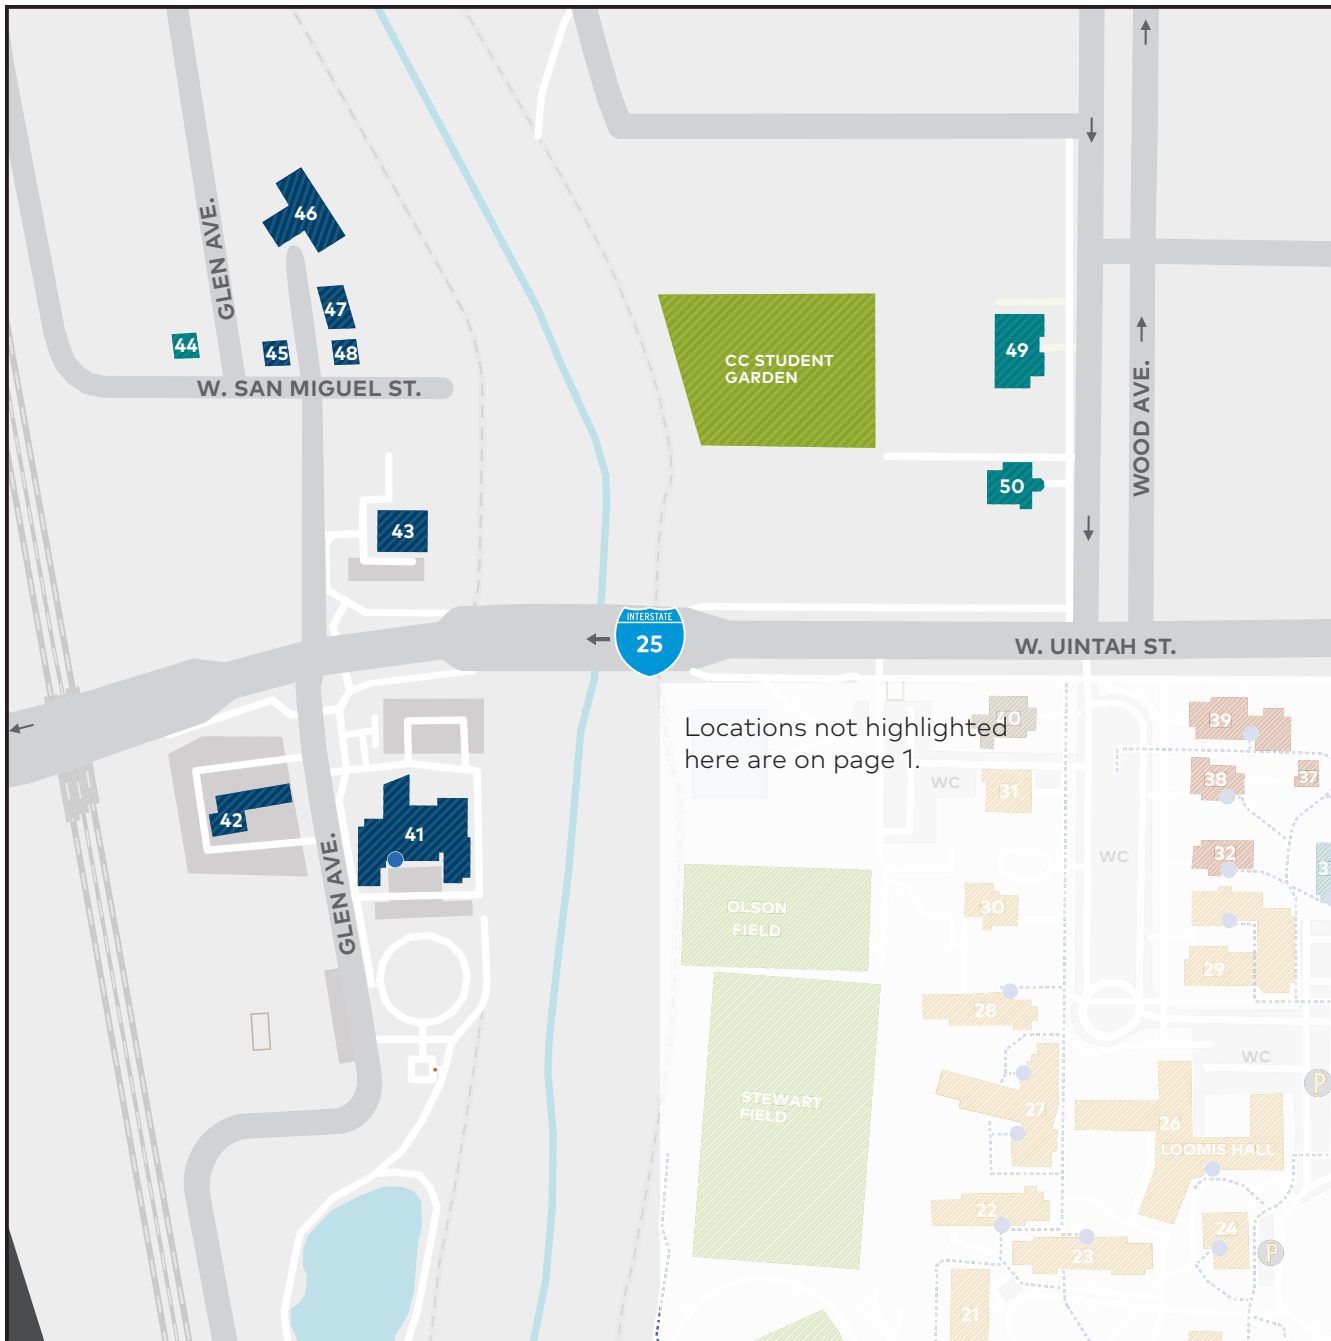 46
GLEN AVE.
47
44
45
48
W. SAN MIGUEL ST.
CC STUDENT
GARDEN
49
WOOD AVE.
50
43
INTERSTATE
25
W. UINTAH ST.
Locations not highlighted
here are on page 1.
40
39
38
37
WC
31
42
41
GLEN AVE.
WC
32
OLSON
FIELD
30
29
28
WC
P
STEWART
FIELD
27
26
LOOMIS HALL
22
24
23
P
21